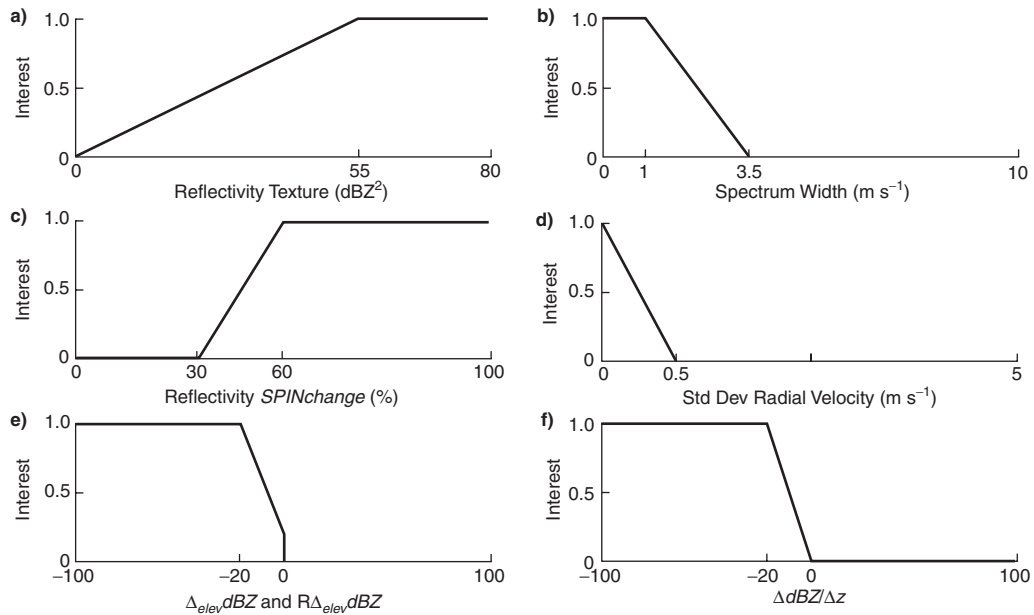 a)
1.0
0.5
0
Interest
0 55 80
Reflectivity Texture (dBZ²)
b)
1.0
0.5
0
Interest
0 1 3.5 10
Spectrum Width (m s⁻¹)
c)
1.0
0.5
0
Interest
0 30 60 100
Reflectivity SPINchange (%)
d)
1.0
0.5
0
Interest
0 0.5 5
Std Dev Radial Velocity (m s⁻¹)
e)
1.0
0.5
0
Interest
−100 −20 0 100
ΔelevdBZ and RΔelevdBZ
f)
1.0
0.5
0
Interest
−100 −20 0 100
ΔdBZ/Δz